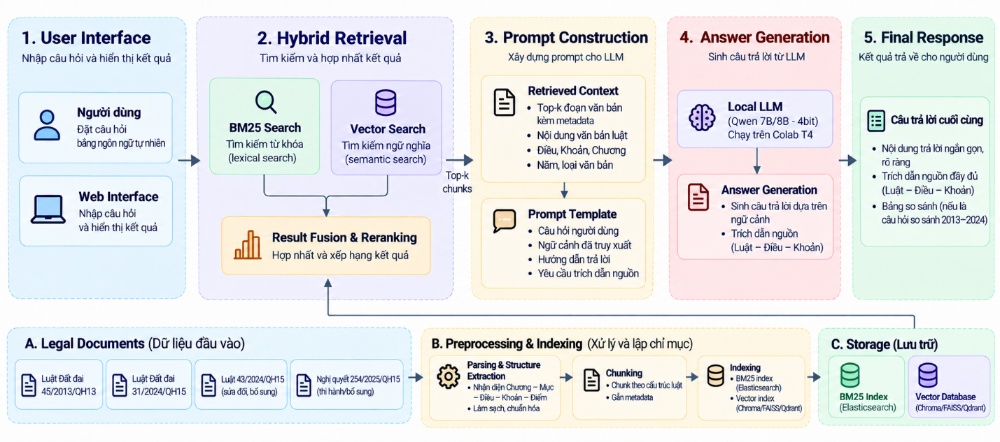 1. User Interface
Nhập câu hỏi và hiển thị kết quả
Người dùng
Đặt câu hỏi
bằng ngôn ngữ tự nhiên
Web Interface
Nhập câu hỏi
và hiển thị kết quả
2. Hybrid Retrieval
Tìm kiếm và hợp nhất kết quả
BM25 Search
Tìm kiếm từ khóa
(lexical search)
Vector Search
Tìm kiếm ngữ nghĩa
(semantic search)
Result Fusion & Reranking
Hợp nhất và xếp hạng kết quả
Top-k
chunks
3. Prompt Construction
Xây dựng prompt cho LLM
Retrieved Context
• Top-k đoạn văn bản
kèm metadata
• Nội dung văn bản luật
• Điều, Khoản, Chương
• Năm, loại văn bản
Prompt Template
• Câu hỏi người dùng
• Ngữ cảnh đã truy xuất
• Hướng dẫn trả lời
• Yêu cầu trích dẫn nguồn
4. Answer Generation
Sinh câu trả lời từ LLM
Local LLM
(Qwen 7B/8B - 4bit)
Chạy trên Colab T4
Answer Generation
• Sinh câu trả lời dựa trên
ngữ cảnh
• Trích dẫn nguồn
(Luật – Điều – Khoản)
5. Final Response
Kết quả trả về cho người dùng
Câu trả lời cuối cùng
• Nội dung trả lời ngắn gọn,
rõ ràng
• Trích dẫn nguồn đầy đủ
(Luật – Điều – Khoản)
• Bảng so sánh (nếu là
câu hỏi so sánh 2013–2024)
A. Legal Documents (Dữ liệu đầu vào)
Luật Đất đai
45/2013/QH13
Luật Đất đai
31/2024/QH15
Luật 43/2024/QH15
(sửa đổi, bổ sung)
Nghị quyết 254/2025/QH15
(thi hành/bổ sung)
B. Preprocessing & Indexing (Xử lý và lập chỉ mục)
Parsing & Structure
Extraction
• Nhận diện Chương – Mục
– Điều – Khoản – Điểm
• Làm sạch, chuẩn hóa
Chunking
• Chunk theo cấu trúc luật
• Gắn metadata
Indexing
• BM25 index
(Elasticsearch)
• Vector index
(Chroma/FAISS/Qdrant)
C. Storage (Lưu trữ)
BM25 Index
(Elasticsearch)
Vector Database
(Chroma/FAISS/Qdrant)